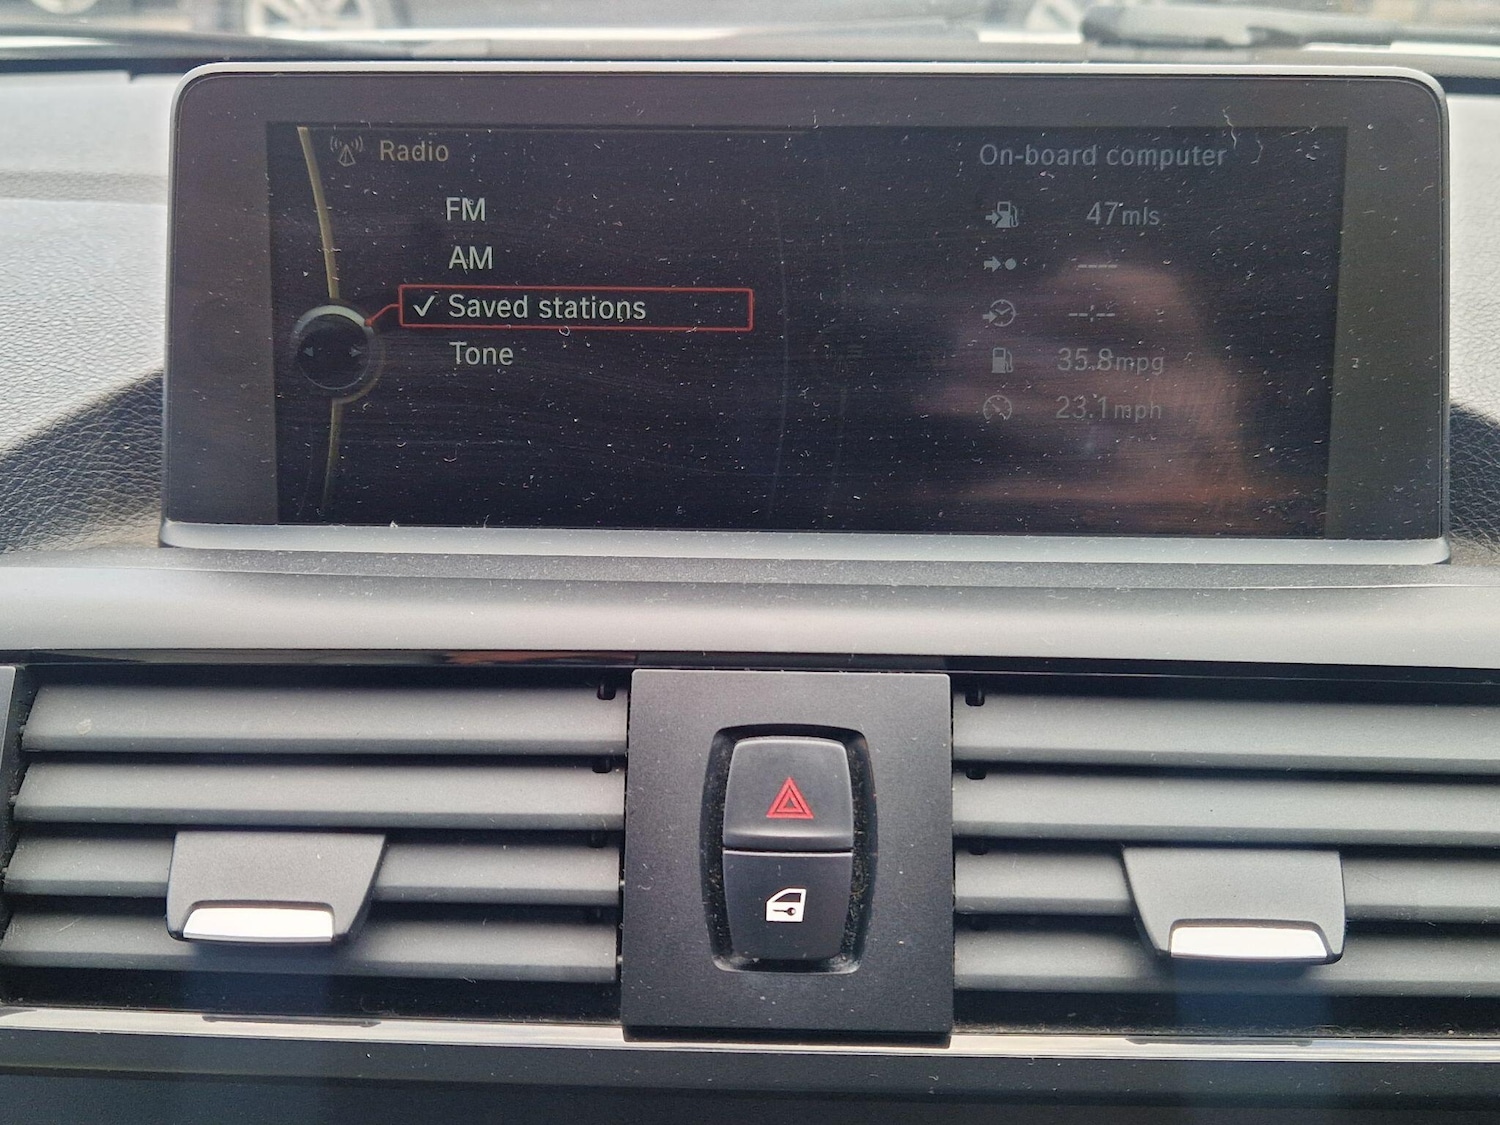 Radio
FM
AM
✓ Saved stations
Tone
On-board computer
47mls
----
--:--
35.8mpg
23.1mph